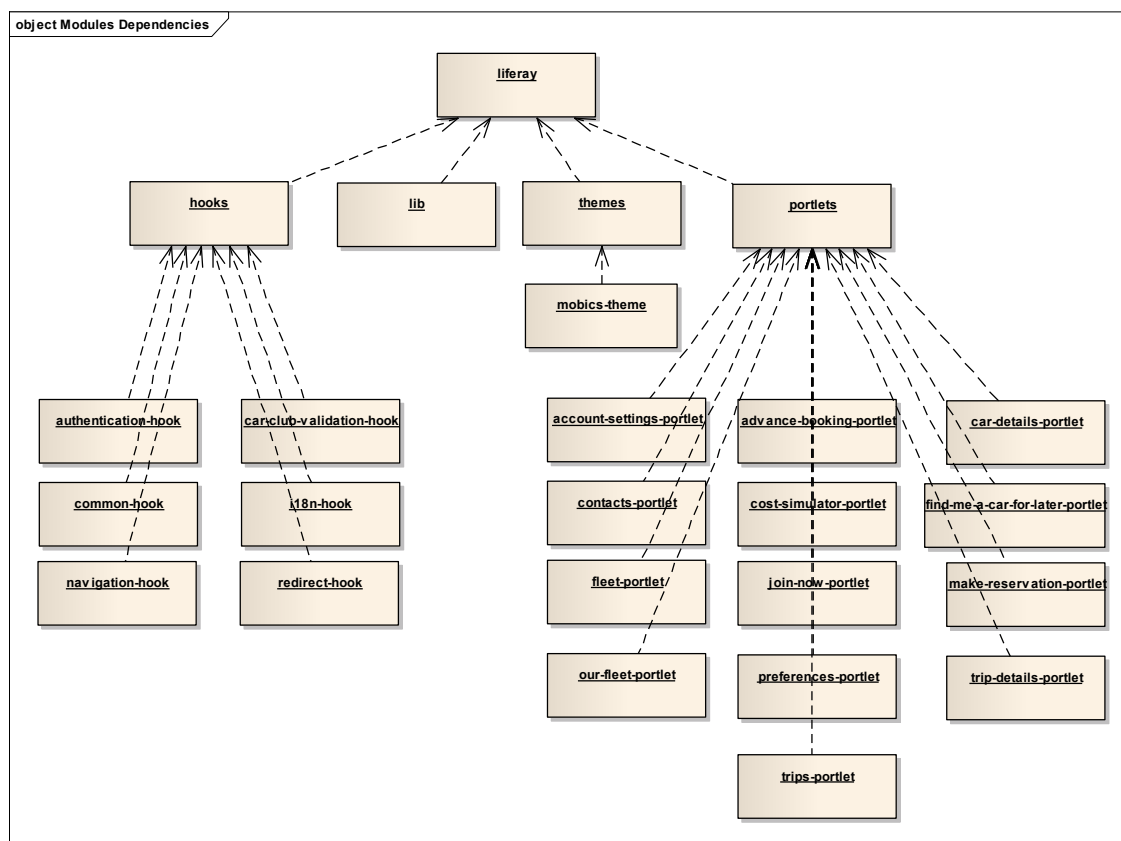 object Modules Dependencies
liferay
hooks
lib
themes
portlets
mobics-theme
authentication-hook
car-club-validation-hook
account-settings-portlet
advance-booking-portlet
car-details-portlet
common-hook
i18n-hook
contacts-portlet
cost-simulator-portlet
find-me-a-car-for-later-portlet
navigation-hook
redirect-hook
fleet-portlet
join-now-portlet
make-reservation-portlet
our-fleet-portlet
preferences-portlet
trip-details-portlet
trips-portlet